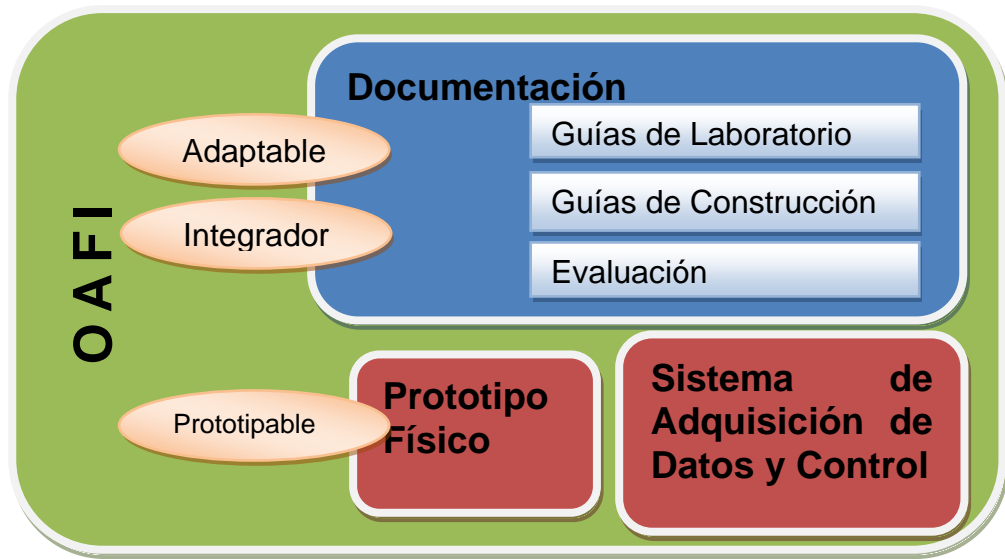 OAFI
Documentación
Adaptable
Integrador
Guías de Laboratorio
Guías de Construcción
Evaluación
Prototipable
Prototipo
Físico
Sistema de
Adquisición de
Datos y Control